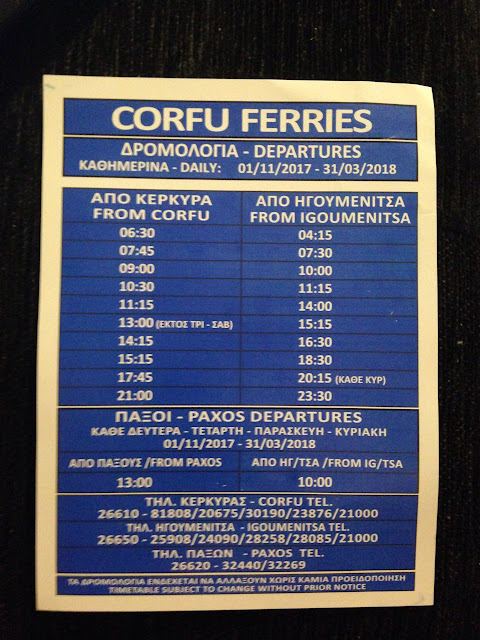 CORFU FERRIES
ΔΡΟΜΟΛΟΓΙΑ - DEPARTURES
ΚΑΘΗΜΕΡΙΝΑ - DAILY: 01/11/2017 - 31/03/2018
ΑΠΟ ΚΕΡΚΥΡΑ
FROM CORFU
ΑΠΟ ΗΓΟΥΜΕΝΙΤΣΑ
FROM IGOUMENITSA
06:30 04:15
07:45 07:30
09:00 10:00
10:30 11:15
11:15 14:00
13:00 (ΕΚΤΟΣ ΤΡΙ - ΣΑΒ) 15:15
14:15 16:30
15:15 18:30
17:45 20:15 (ΚΑΘΕ ΚΥΡ)
21:00 23:30
ΠΑΞΟΙ - PAXOS DEPARTURES
ΚΑΘΕ ΔΕΥΤΕΡΑ - ΤΕΤΑΡΤΗ - ΠΑΡΑΣΚΕΥΗ - ΚΥΡΙΑΚΗ
01/11/2017 - 31/03/2018
ΑΠΟ ΠΑΞΟΥΣ /FROM PAXOS ΑΠΟ ΗΓ/ΤΣΑ /FROM IG/TSA
13:00 10:00
ΤΗΛ. ΚΕΡΚΥΡΑΣ - CORFU TEL.
26610 - 81808/20675/30190/23876/21000
ΤΗΛ. ΗΓΟΥΜΕΝΙΤΣΑΣ - IGOUMENITSA TEL.
26650 - 25908/24090/28258/28085/21000
ΤΗΛ. ΠΑΞΩΝ - PAXOS TEL.
26620 - 32440/32269
ΤΑ ΔΡΟΜΟΛΟΓΙΑ ΕΝΔΕΧΕΤΑΙ ΝΑ ΑΛΛΑΞΟΥΝ ΧΩΡΙΣ ΚΑΜΙΑ ΠΡΟΕΙΔΟΠΟΙΗΣΗ
TIMETABLE SUBJECT TO CHANGE WITHOUT PRIOR NOTICE